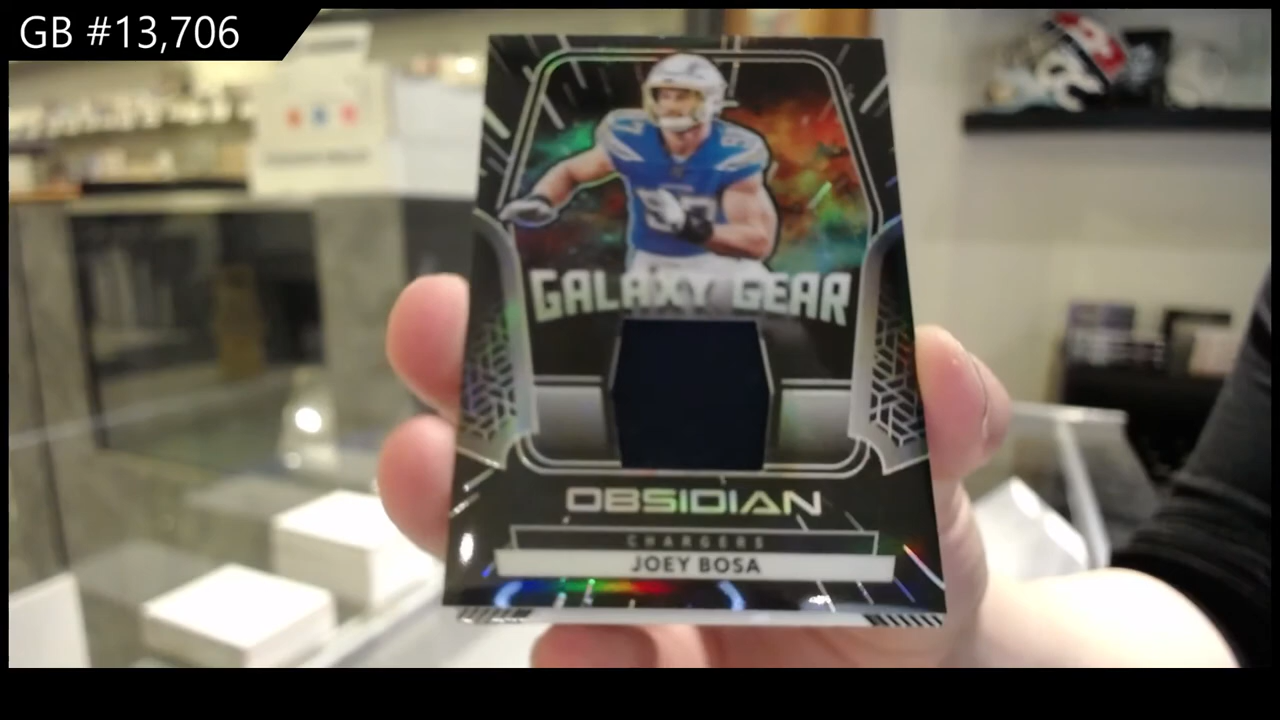 GB #13,706
GALAXY GEAR
OBSIDIAN
CHARGERS
JOEY BOSA